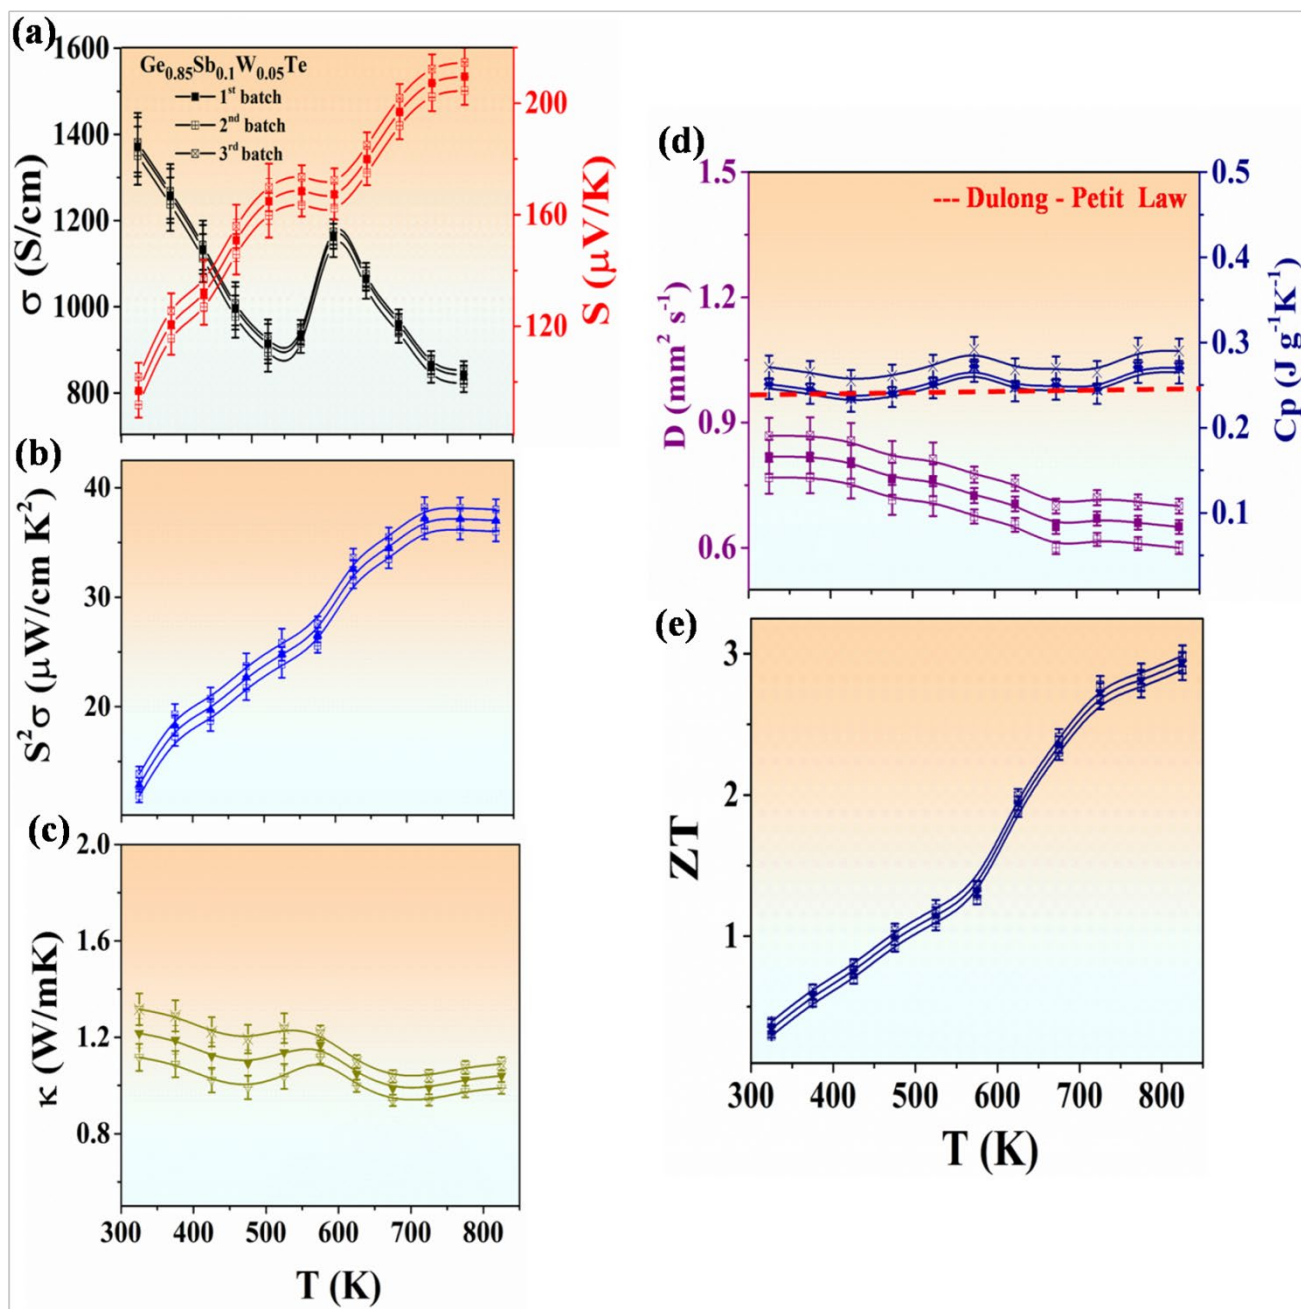 (a)
1600
1400
1200
1000
800
σ (S/cm)
Ge0.85Sb0.1W0.05Te
1st batch
2nd batch
3rd batch
200
160
120
S (μV/K)
(b)
40
30
20
S²σ (μW/cm K²)
(c)
2.0
1.6
1.2
0.8
κ (W/mK)
300 400 500 600 700 800
T (K)
(d)
1.5
1.2
0.9
0.6
D (mm² s⁻¹)
--- Dulong - Petit Law
0.5
0.4
0.3
0.2
0.1
Cp (J g⁻¹K⁻¹)
(e)
3
2
1
ZT
300 400 500 600 700 800
T (K)